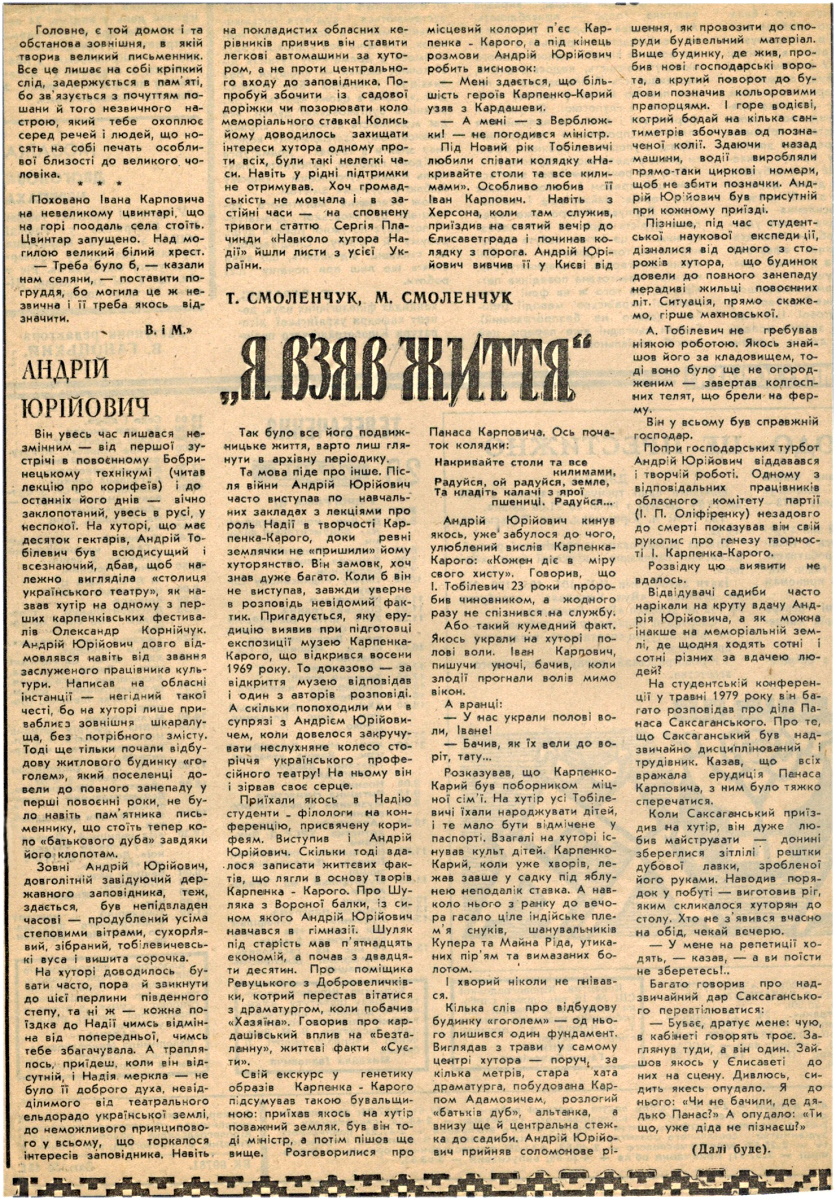 Головне, є той домок і та
обстанова зовнішня, в якій
творив великий письменник.
Все це лишає на собі кріпкий
слід, задержується в пам'яті,
бо зв'язується з почуттям по-
шани й того незвичного на-
строю, який тебе охоплює
серед речей і людей, що но-
сять на собі печать особли-
вої близості до великого чо-
ловіка.
* * *
Поховано Івана Карповича
на невеликому цвинтарі, що
на горі поодаль села стоїть.
Цвинтар запущено. Над мо-
гилою великий білий хрест.
— Треба було б, — казали
нам селяни, — поставити по-
груддя, бо могила це ж не-
звична і її треба якось від-
значити.
В. і М.»
на покладистих обласних ке-
рівників привчив він ставити
легкові автомашини за хуто-
ром, а не проти центрально-
го входу до заповідника. По-
пробуй збочити із садової
доріжки чи позорювати коло
меморіального ставка! Колись
йому доводилось захищати
інтереси хутора одному про-
ти всіх, були такі нелегкі ча-
си. Навіть у рідні підтримки
не отримував. Хоч громад-
ськість не мовчала і в за-
стійні часи — на сповнену
тривоги статтю Сергія Пла-
чинди «Навколо хутора На-
дії» йшли листи з усієї Ук-
раїни.
місцевий колорит п'єс Кар-
пенка - Карого, а під кінець
розмови Андрій Юрійович
робить висновок:
— Мені здається, що біль-
шість героїв Карпенко-Карий
узяв з Кардашеви.
— А мені — з Верблюж-
ки! — не погодився міністр.
Під Новий рік Тобілевичі
любили співати колядку «На-
кривайте столи та все кили-
мами». Особливо любив її
Іван Карпович. Навіть з
Херсона, коли там служив,
приїздив на святий вечір до
Єлисаветграда і починав ко-
лядку з порога. Андрій Юрі-
йович вивчив її у Києві від
Т. СМОЛЕНЧУК, М. СМОЛЕНЧУК
„Я ВЗЯВ ЖИТТЯ“
АНДРІЙ
ЮРІЙОВИЧ
Він увесь час лишався не-
змінним — від першої зу-
стрічі в повоєнному Бобри-
нецькому технікумі (читав
лекцію про корифеїв) і до
останніх його днів — вічно
заклопотаний, увесь в русі, у
неспокої. На хуторі, що має
десяток гектарів, Андрій То-
білевич був всюдисущий і
всезнаючий, дбав, щоб на-
лежно виглядяла «столиця
українського театру», як на-
звав хутір на одному з пер-
ших карпенківських фестива-
лів Олександр Корнійчук.
Андрій Юрійович довго від-
мовлявся навіть від звання
заслуженого працівника куль-
тури. Написав на обласні
інстанції — негідний такої
честі, бо на хуторі лише при-
ваблює зовнішня шкаралу-
ща, без потрібного змісту.
Тоді ще тільки почали відбу-
дову житлового будинку «го-
голем», який поселенці до-
вели до повного занепаду у
перші повоєнні роки, не бу-
ло навіть пам'ятника пись-
меннику, що стоїть тепер ко-
ло «батькового дуба» завдяки
його клопотам.
Зовні Андрій Юрійович,
довголітній завідуючий дер-
жавного заповідника, теж,
здається, був непідвладен
часові — продублений усіма
степовими вітрами, сухорля-
вий, зібраний, тобілевичевсь-
кі вуса і вишита сорочка.
На хуторі доводилось бу-
вати часто, пора й звикнути
до цієї перлини південного
степу, та ні ж — кожна по-
їздка до Надії чимсь відмін-
на від попередньої, чимсь
тебе збагачувала. А трапля-
лось, приїдеш, коли він від-
сутній, і Надія меркла — не
було її доброго духа, невід-
ділимого від театрального
ельдорадо української землі,
до неможливого принципово-
го у всьому, що торкалося
інтересів заповідника. Навіть
Так було все його подвиж-
ницьке життя, варто лиш гля-
нути в архівну періодику.
Та мова піде про інше. Піс-
ля війни Андрій Юрійович
часто виступав по навчаль-
них закладах з лекціями про
роль Надії в творчості Кар-
пенка-Карого, доки ревні
землячки не «пришили» йому
хуторянство. Він замовк, хоч
знав дуже багато. Коли б він
не виступав, завжди уверне
в розповідь невідомий фак-
тик. Пригадується, яку еру-
дицію виявив при підготовці
експозиції музею Карпенка-
Карого, що відкрився восени
1969 року. То доказово — за
відкриття музею відповідав
і один з авторів розповіді.
А скільки попоходили ми в
супрязі з Андрієм Юрійови-
чем, коли довелося закручу-
вати неслухняне колесо сто-
річчя українського профе-
сійного театру! На ньому він
і зірвав своє серце.
Приїхали якось в Надію
студенти - філологи на кон-
ференцію, присвячену кори-
феям. Виступив і Андрій
Юрійович. Скільки тоді вда-
лося записати життєвих фак-
тів, що лягли в основу творів
Карпенка - Карого. Про Шу-
ляка з Вороної балки, із си-
ном якого Андрій Юрійович
навчався в гімназії. Шуляк
під старість мав п'ятнадцять
економій, а почав з двадця-
ти десятин. Про поміщика
Ревуцького з Добровеличків-
ки, котрий перестав вітатися
з драматургом, коли побачив
«Хазяїна». Говорив про кар-
дашівський вплив на «Безта-
ланну», життєві факти «Сує-
ти».
Свій екскурс у генетику
образів Карпенка - Карого
підсумував такою бувальщи-
ною: приїхав якось на хутір
поважний земляк, був він то-
ді міністр, а потім пішов ще
вище. Розговорилися про
Панаса Карповича. Ось поча-
ток колядки:
Накривайте столи та все
килимами,
Радуйся, ой радуйся, земле,
Та кладіть калачі з ярої
пшениці. Радуйся...
Андрій Юрійович кинув
якось, уже забулося до чого,
улюблений вислів Карпенка-
Карого: «Кожен діє в міру
свого хисту». Говорив, що
І. Тобілевич 23 роки проро-
бив чиновником, а жодного
разу не спізнився на службу.
Або такий кумедний факт.
Якось украли на хуторі по-
лові воли. Іван Карпович,
пишучи уночі, бачив, коли
злодії прогнали волів мимо
вікон.
А вранці:
— У нас украли полові во-
ли, Іване!
— Бачив, як їх вели до во-
ріт, тату...
Розказував, що Карпенко-
Карий був поборником міц-
ної сім'ї. На хутір усі Тобіле-
вичі їхали народжувати дітей,
і те мало бути відмічене у
паспорті. Взагалі на хуторі іс-
нував культ дітей. Карпенко-
Карий, коли уже хворів, ле-
жав завше у садку під яблу-
нею неподалік ставка. А навк-
оло нього з ранку до вечо-
ра гасало ціле індійське пле-
м'я снуків, шанувальників
Купера та Майна Ріда, утика-
них пір'ям та вимазаних бо-
лотом.
І хворий ніколи не гнівав-
ся.
Кілька слів про відбудову
будинку «гоголем» — од ньо-
го лишився один фундамент.
Виглядав з трави у самому
центрі хутора — поруч, за
кілька метрів, стара хата
драматурга, побудована Кар-
пом Адамовичем, розлогий
«батьків дуб», альтанка, а
внизу ще й центральна стеж-
ка до садиби. Андрій Юрійо-
вич прийняв соломонове рі-
шення, як провозити до спо-
руди будівельний матеріал.
Вище будинку, де жив, про-
бив нові господарські воро-
та, а крутий поворот до бу-
дови позначив кольоровими
прапорцями. І горе водієві,
котрий бодай на кілька сан-
тиметрів збочував од позна-
ченої колії. Здаючи назад
машини, водії виробляли
прямо-таки циркові номери,
щоб не збити позначки. Анд-
рій Юрійович був присутній
при кожному приїзді.
Пізніше, під час студент-
ської наукової експедиції,
дізналися від одного з сторо-
жів хутора, що будинок
довели до повного занепаду
нерадиві жильці повоєнних
літ. Ситуація, прямо скаже-
мо, гірше махновської.
А. Тобілевич не гребував
ніякою роботою. Якось знай-
шов його за кладовищем, то-
ді воно було ще не огород-
женим — завертав колгосп-
них телят, що брели на фер-
му.
Він у всьому був справжній
господар.
Попри господарських турбот
Андрій Юрійович віддавався
і творчій роботі. Одному з
відповідальних працівників
обласного комітету партії
(І. П. Оліфіренку) незадовго
до смерті показував він свій
рукопис про генезу творчос-
ті І. Карпенка-Карого.
Розвідку цю виявити не
вдалось.
Відвідувачі садиби часто
нарікали на круту вдачу Анд-
рія Юрійовича, а як можна
інакше на меморіальній зем-
лі, де щодня ходять сотні і
сотні різних за вдачею лю-
дей?
На студентській конферен-
ції у травні 1979 року він ба-
гато розповідав про діла Па-
наса Саксаганського. Про те,
що Саксаганський був над-
звичайно дисциплінований і
трудівник. Казав, що всіх
вражала ерудиція Панаса
Карповича, з ним було тяжко
сперечатися.
Коли Саксаганський приїз-
див на хутір, він дуже лю-
бив майструвати — донині
збереглися зітлілі рештки
дубової лавки, зробленої
його руками. Наводив поря-
док у побуті — виготовив ріг,
яким скликалося хуторян до
столу. Хто не з'явився вчасно
на обід, чекай вечерю.
— У мене на репетиції хо-
дять, — казав, — а ви поїсти
не зберетесь!..
Багато говорив про над-
звичайний дар Саксагансько-
го перевтілюватися:
— Буває, дратує мене: чую,
в кабінеті говорять троє. Заг-
лянув туди, а він один. Зай-
шов якось у Єлисаветі до
них на сцену. Дивлюсь, си-
дить якесь опудало. Я до
нього: «Чи не бачили, де дя-
дько Панас?» А опудало: «Ти
що, уже діда не пізнаєш?»
(Далі буде).